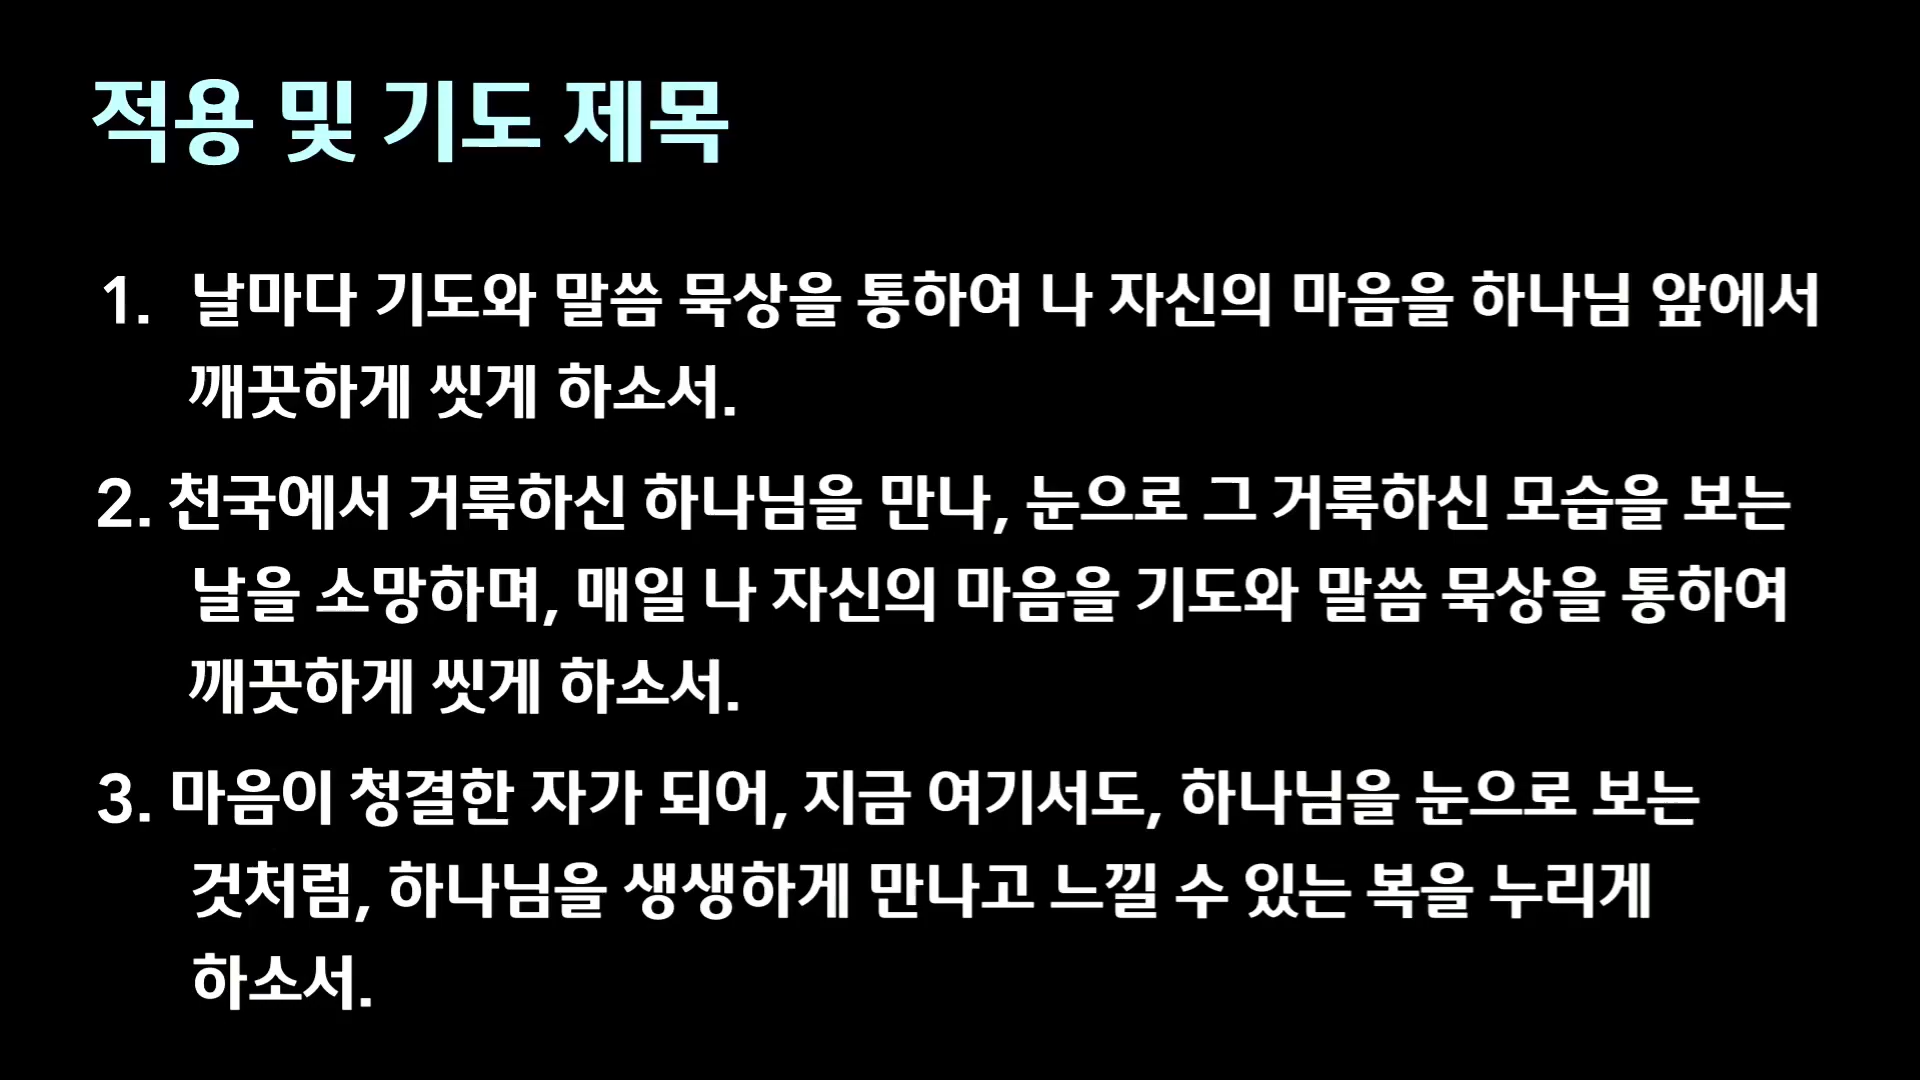 적용 및 기도 제목
1. 날마다 기도와 말씀 묵상을 통하여 나 자신의 마음을 하나님 앞에서
깨끗하게 씻게 하소서.
2. 천국에서 거룩하신 하나님을 만나, 눈으로 그 거룩하신 모습을 보는
날을 소망하며, 매일 나 자신의 마음을 기도와 말씀 묵상을 통하여
깨끗하게 씻게 하소서.
3. 마음이 청결한 자가 되어, 지금 여기서도, 하나님을 눈으로 보는
것처럼, 하나님을 생생하게 만나고 느낄 수 있는 복을 누리게
하소서.